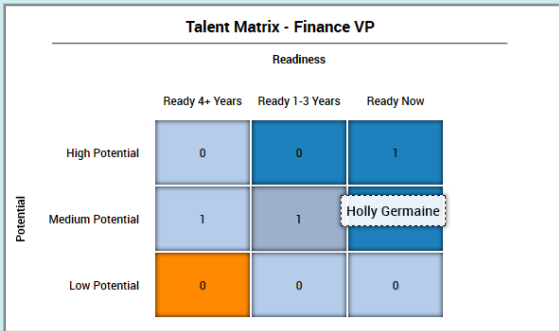 Talent Matrix - Finance VP
Readiness
Ready 4+ Years Ready 1-3 Years Ready Now
High Potential 0 0 1
Potential
Medium Potential 1 1 Holly Germaine
Low Potential 0 0 0